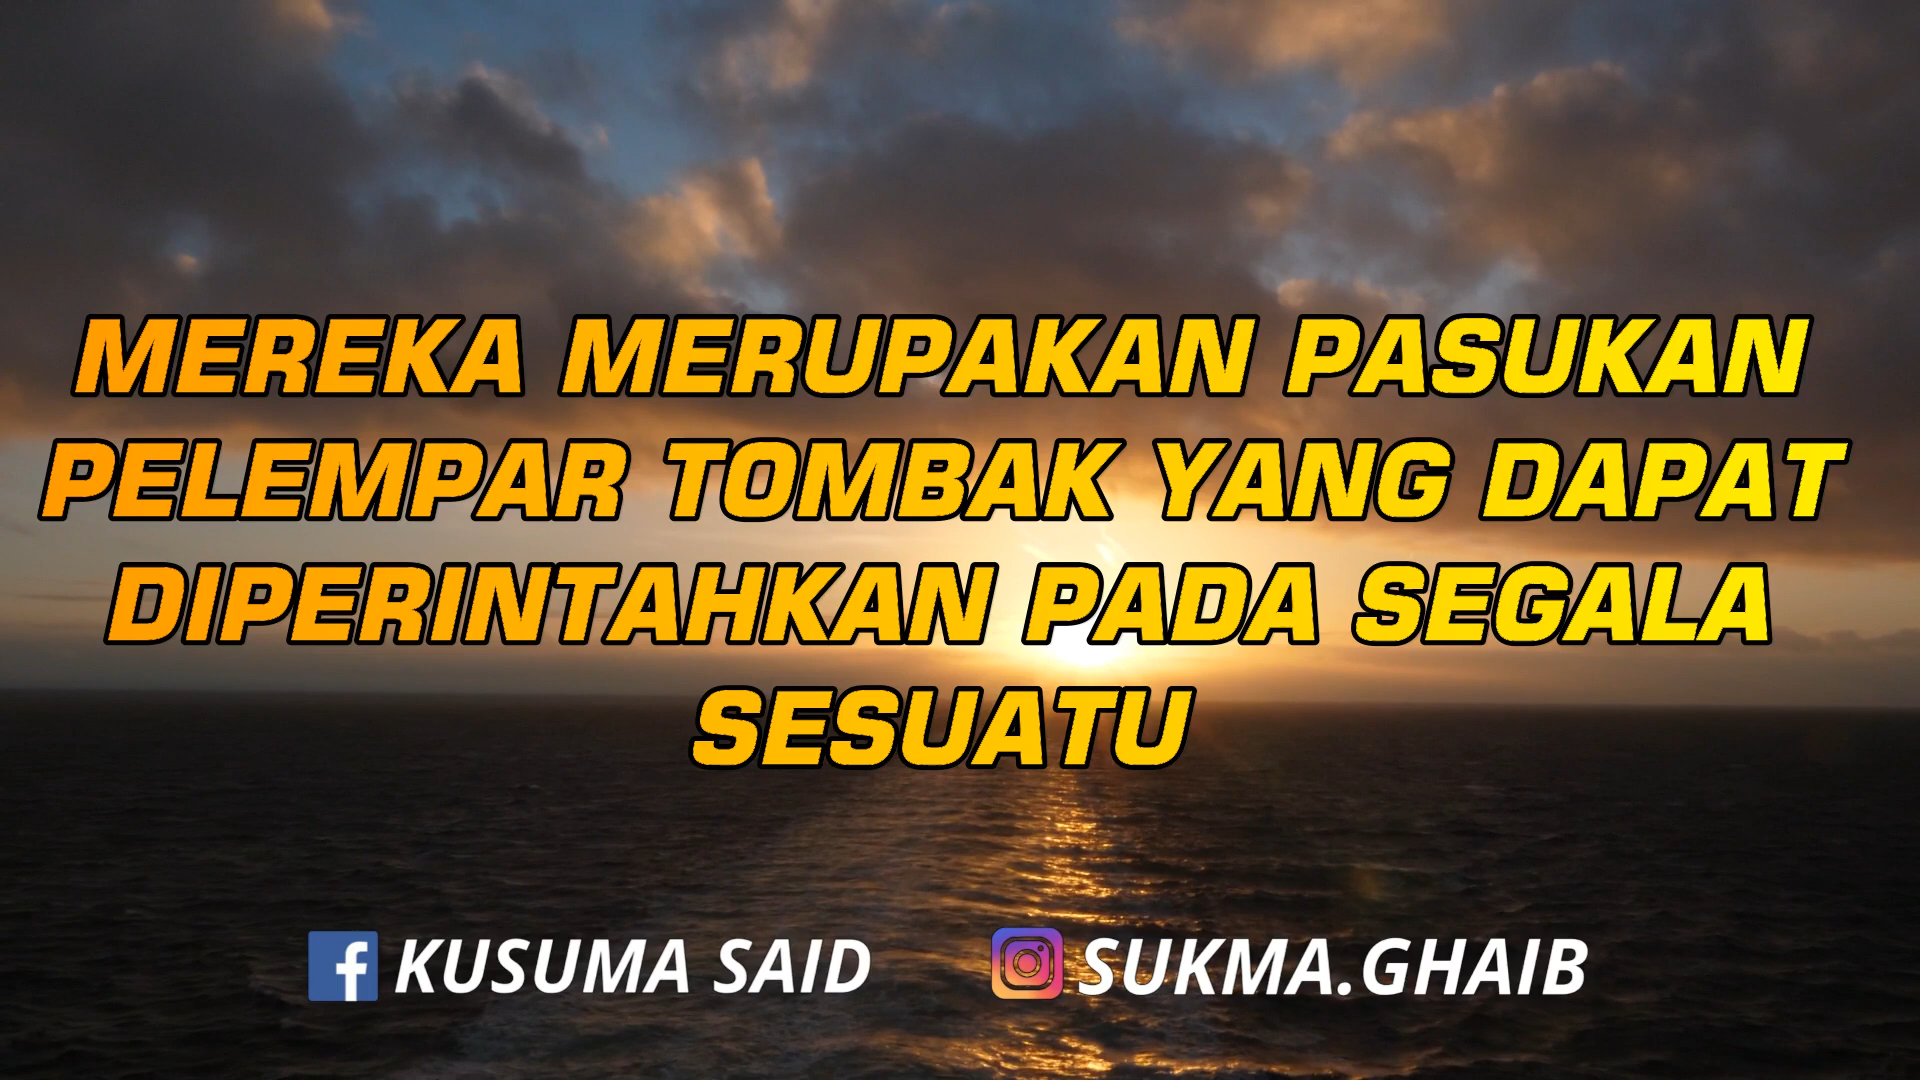 MEREKA MERUPAKAN PASUKAN
PELEMPAR TOMBAK YANG DAPAT
DIPERINTAHKAN PADA SEGALA
SESUATU
KUSUMA SAID
SUKMA.GHAIB